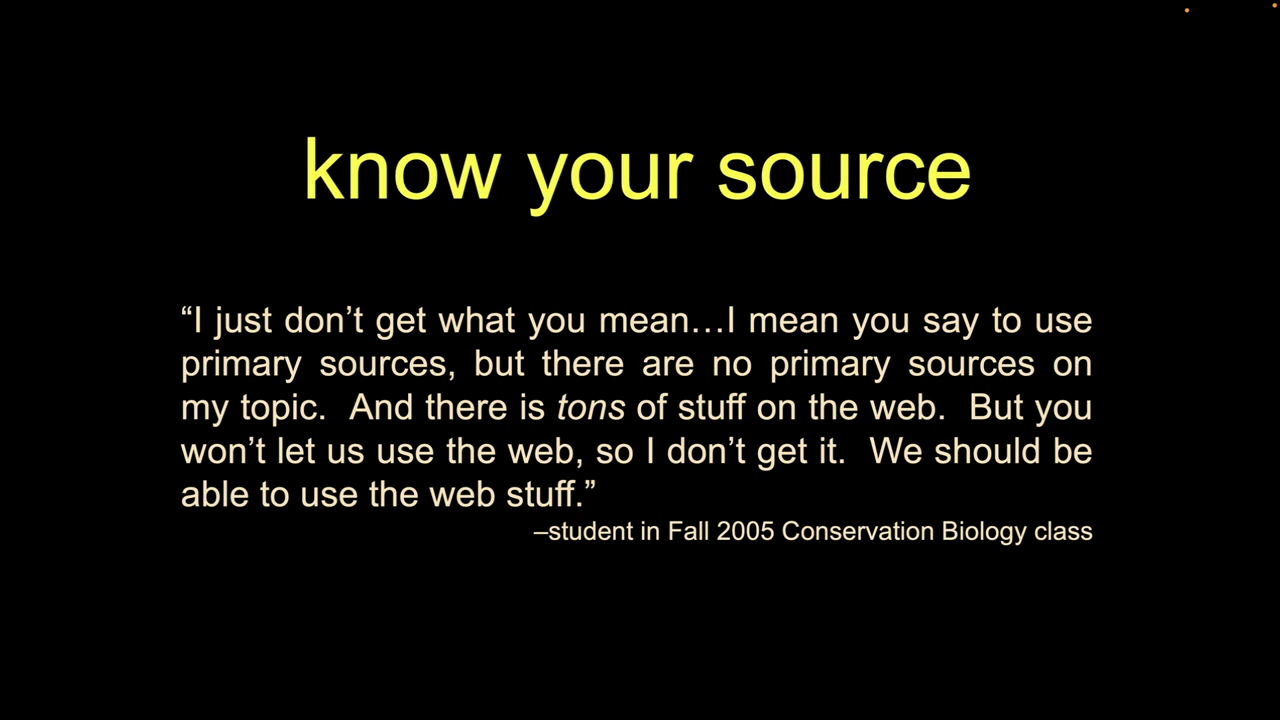 know your source
“I just don’t get what you mean…I mean you say to use
primary sources, but there are no primary sources on
my topic.  And there is tons of stuff on the web.  But you
won’t let us use the web, so I don’t get it.  We should be
able to use the web stuff.”
–student in Fall 2005 Conservation Biology class